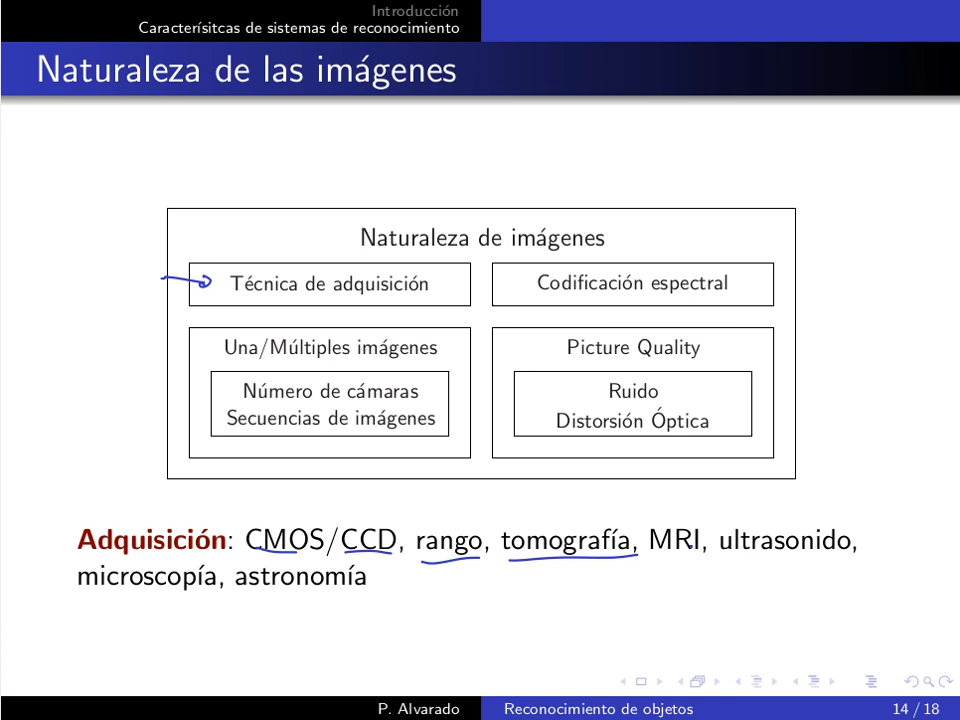 Introducción
Caracterísitcas de sistemas de reconocimiento
Naturaleza de las imágenes
Naturaleza de imágenes
Técnica de adquisición
Codificación espectral
Una/Múltiples imágenes
Número de cámaras
Secuencias de imágenes
Picture Quality
Ruido
Distorsión Óptica
Adquisición: CMOS/CCD, rango, tomografía, MRI, ultrasonido,
microscopía, astronomía
P. Alvarado Reconocimiento de objetos 14 / 18